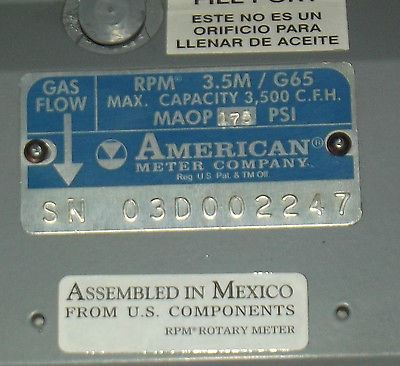 FILL PORT
ESTE NO ES UN
ORIFICIO PARA
LLENAR DE ACEITE
GAS
FLOW
RPM® 3.5M / G65
MAX. CAPACITY 3,500 C.F.H.
MAOP 175 PSI
AMERICAN®
METER COMPANY
Reg. U.S. Pat. & TM Off.
SN 03D002247
ASSEMBLED IN MEXICO
FROM U.S. COMPONENTS
RPM® ROTARY METER